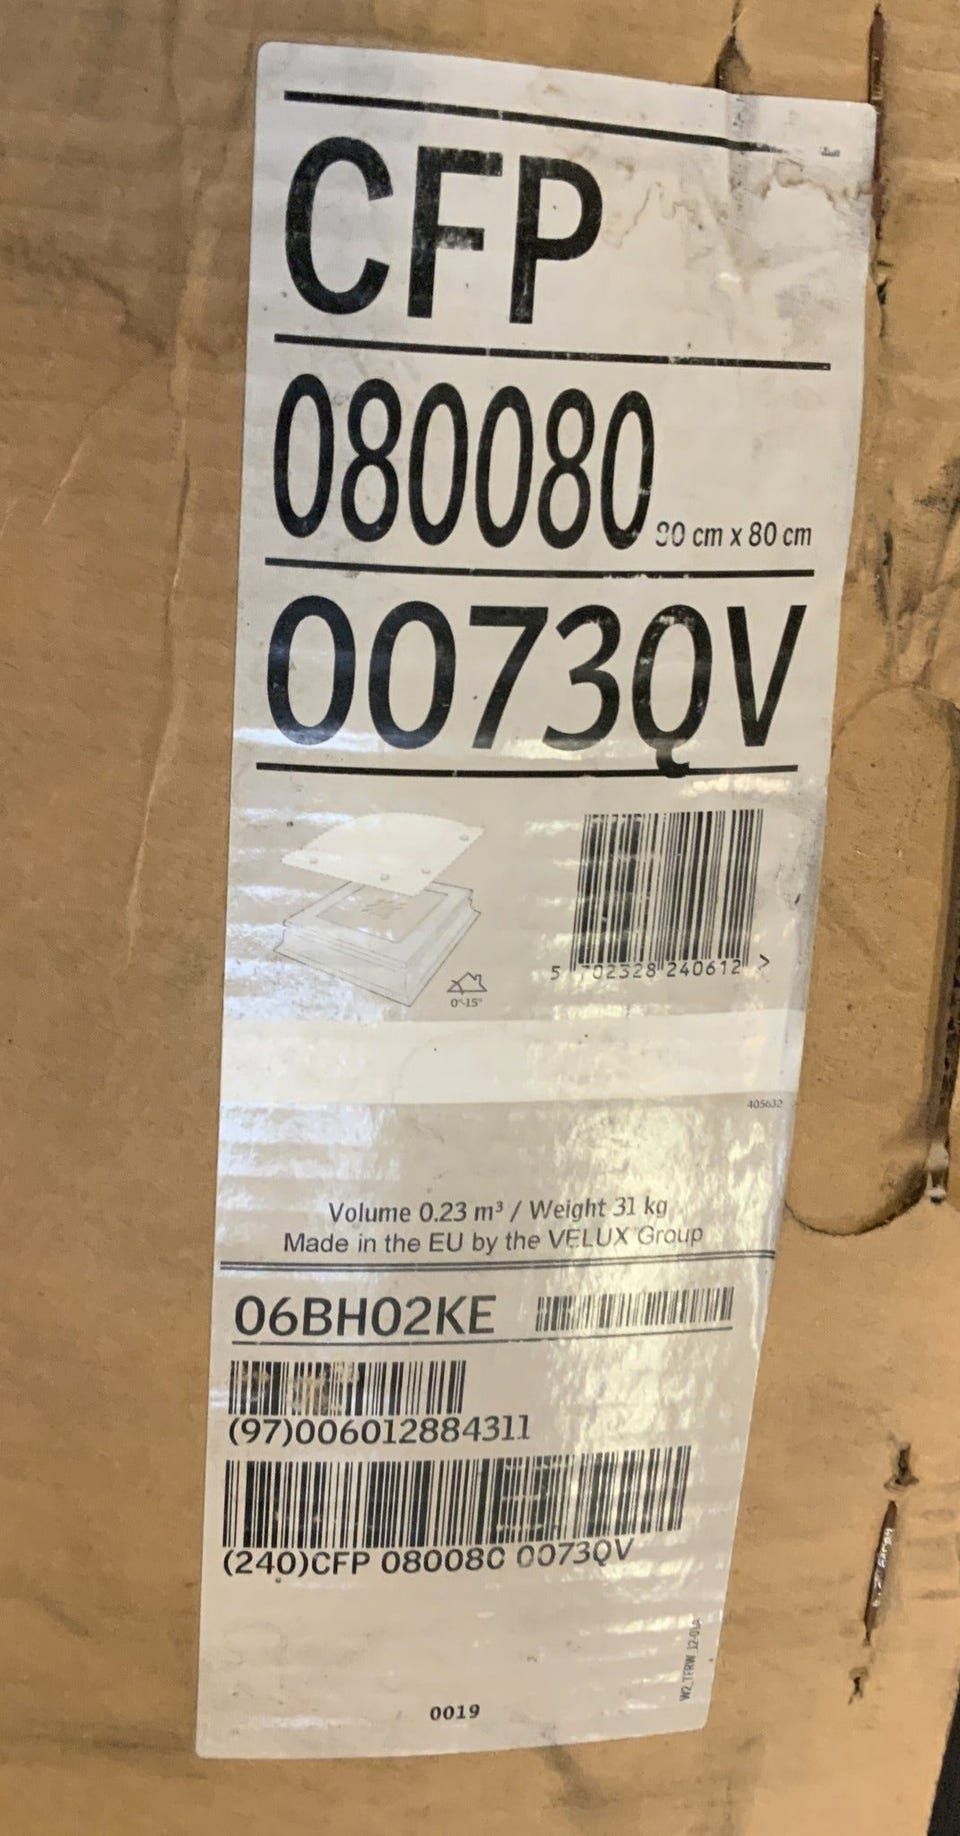 CFP
080080 80 cm x 80 cm
0073QV
0°-15°
5 702328 240612 >
405632
Volume 0.23 m³ / Weight 31 kg
Made in the EU by the VELUX Group
06BH02KE
(97)006012884311
(240)CFP 080080 0073QV
0019